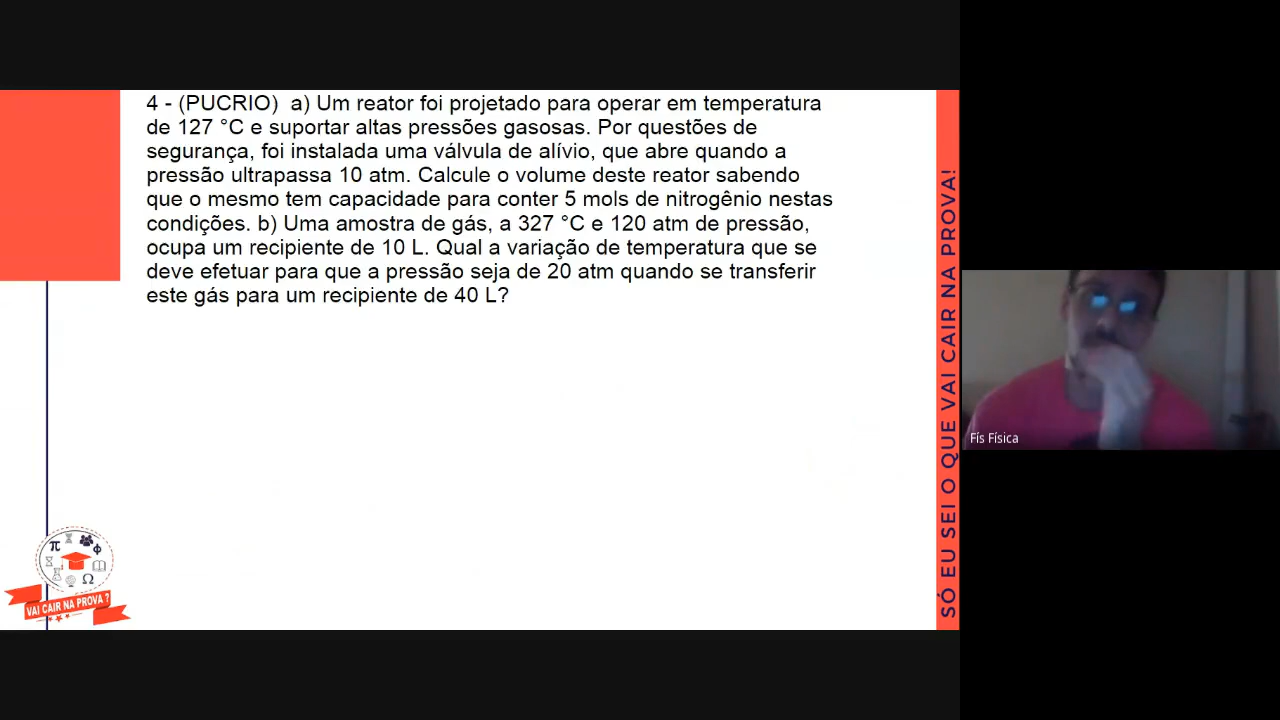 4 - (PUCRIO)  a) Um reator foi projetado para operar em temperatura
de 127 °C e suportar altas pressões gasosas. Por questões de
segurança, foi instalada uma válvula de alívio, que abre quando a
pressão ultrapassa 10 atm. Calcule o volume deste reator sabendo
que o mesmo tem capacidade para conter 5 mols de nitrogênio nestas
condições. b) Uma amostra de gás, a 327 °C e 120 atm de pressão,
ocupa um recipiente de 10 L. Qual a variação de temperatura que se
deve efetuar para que a pressão seja de 20 atm quando se transferir
este gás para um recipiente de 40 L?
SÓ EU SEI O QUE VAI CAIR NA PROVA!
Fís Física
π
Φ
Ω
VAI CAIR NA PROVA ?